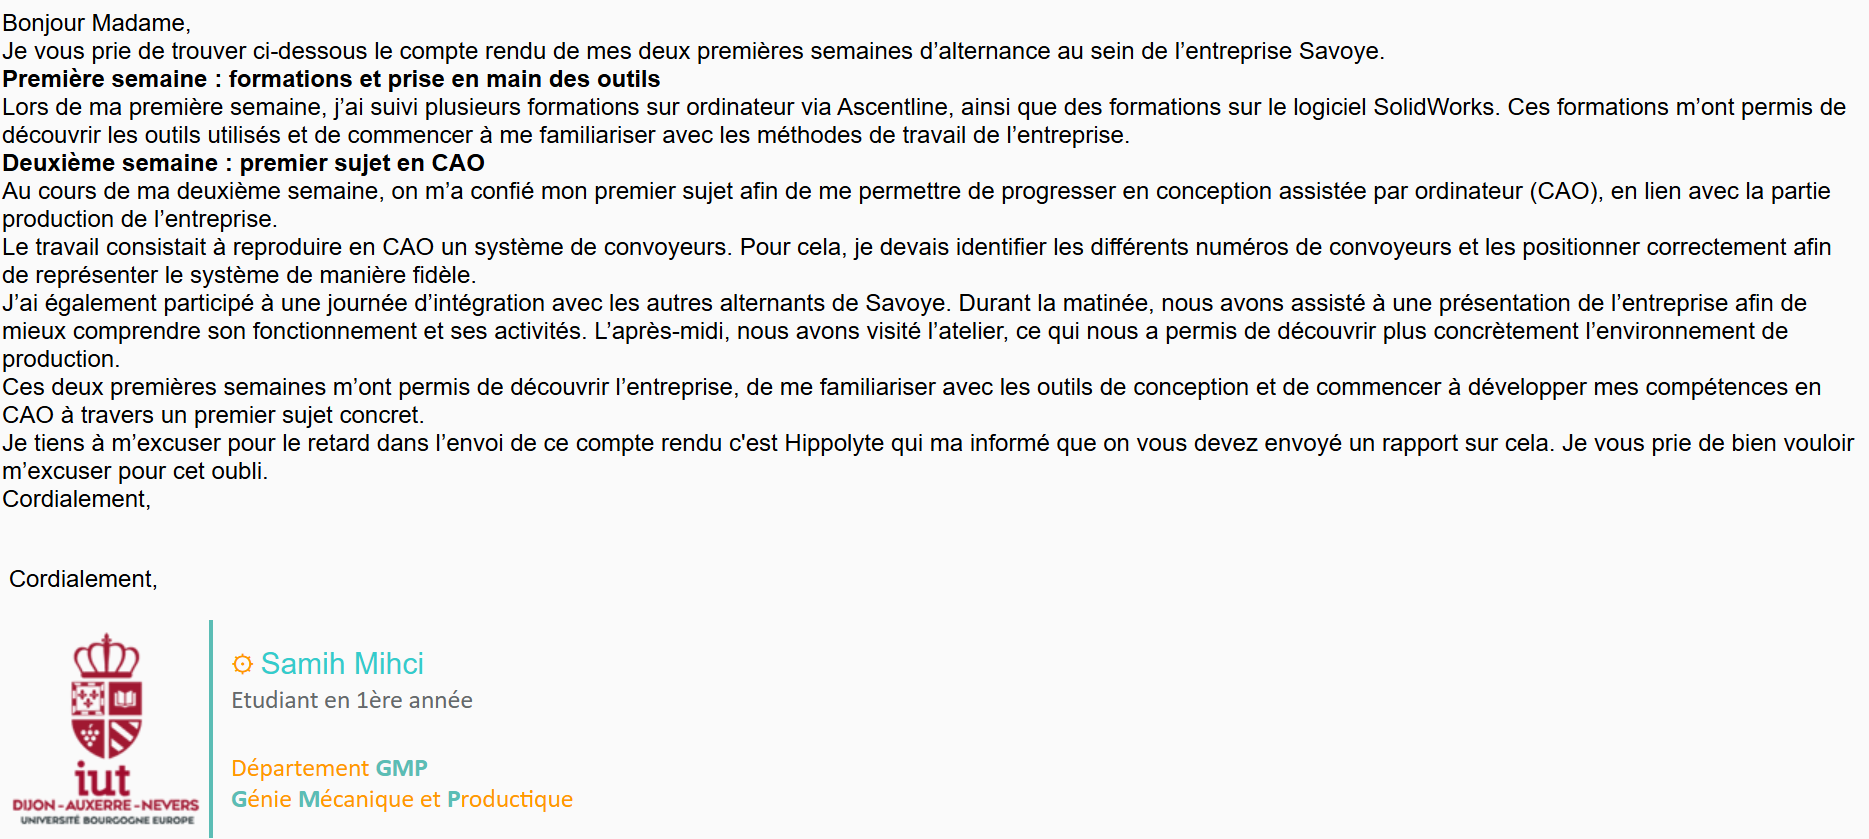 Bonjour Madame,
Je vous prie de trouver ci-dessous le compte rendu de mes deux premières semaines d’alternance au sein de l’entreprise Savoye.
Première semaine : formations et prise en main des outils
Lors de ma première semaine, j’ai suivi plusieurs formations sur ordinateur via Ascentline, ainsi que des formations sur le logiciel SolidWorks. Ces formations m’ont permis de
découvrir les outils utilisés et de commencer à me familiariser avec les méthodes de travail de l’entreprise.
Deuxième semaine : premier sujet en CAO
Au cours de ma deuxième semaine, on m’a confié mon premier sujet afin de me permettre de progresser en conception assistée par ordinateur (CAO), en lien avec la partie
production de l’entreprise.
Le travail consistait à reproduire en CAO un système de convoyeurs. Pour cela, je devais identifier les différents numéros de convoyeurs et les positionner correctement afin
de représenter le système de manière fidèle.
J’ai également participé à une journée d’intégration avec les autres alternants de Savoye. Durant la matinée, nous avons assisté à une présentation de l’entreprise afin de
mieux comprendre son fonctionnement et ses activités. L’après-midi, nous avons visité l’atelier, ce qui nous a permis de découvrir plus concrètement l’environnement de
production.
Ces deux premières semaines m’ont permis de découvrir l’entreprise, de me familiariser avec les outils de conception et de commencer à développer mes compétences en
CAO à travers un premier sujet concret.
Je tiens à m’excuser pour le retard dans l’envoi de ce compte rendu c'est Hippolyte qui ma informé que on vous devez envoyé un rapport sur cela. Je vous prie de bien vouloir
m’excuser pour cet oubli.
Cordialement,
Cordialement,
Samih Mihci
Etudiant en 1ère année
Département GMP
Génie Mécanique et Productique
iut
DIJON - AUXERRE - NEVERS
UNIVERSITÉ BOURGOGNE EUROPE